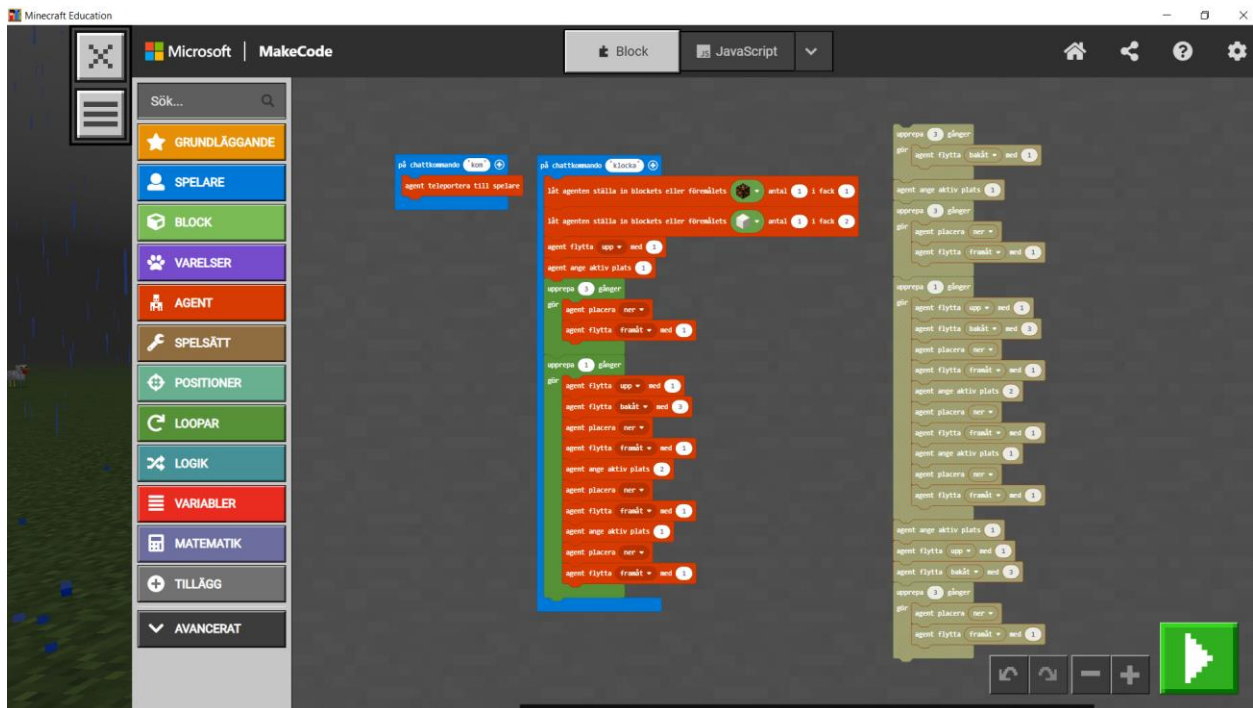 Minecraft Education
Microsoft | MakeCode
Block
JS JavaScript
Sök...
GRUNDLÄGGANDE
SPELARE
BLOCK
VARELSER
AGENT
SPELSÄTT
POSITIONER
LOOPAR
LOGIK
VARIABLER
MATEMATIK
TILLÄGG
AVANCERAT
på chattkommando "kom"
agent teleportera till spelare
på chattkommando "klocka"
låt agenten ställa in blockets eller föremålets antal 1 i fack 1
låt agenten ställa in blockets eller föremålets antal 1 i fack 2
agent flytta upp med 1
agent ange aktiv plats 1
upprepa 3 gånger
gör
agent placera ner
agent flytta framåt med 1
upprepa 1 gånger
gör
agent flytta upp med 1
agent flytta bakåt med 3
agent placera ner
agent flytta framåt med 1
agent ange aktiv plats 2
agent placera ner
agent flytta framåt med 1
agent ange aktiv plats 1
agent placera ner
agent flytta framåt med 1
upprepa 3 gånger
gör
agent flytta bakåt med 1
agent ange aktiv plats 1
upprepa 3 gånger
gör
agent placera ner
agent flytta framåt med 1
upprepa 1 gånger
gör
agent flytta upp med 1
agent flytta bakåt med 3
agent placera ner
agent flytta framåt med 1
agent ange aktiv plats 2
agent placera ner
agent flytta framåt med 1
agent ange aktiv plats 1
agent placera ner
agent flytta framåt med 1
agent ange aktiv plats 1
agent flytta upp med 1
agent flytta bakåt med 3
upprepa 3 gånger
gör
agent placera ner
agent flytta framåt med 1